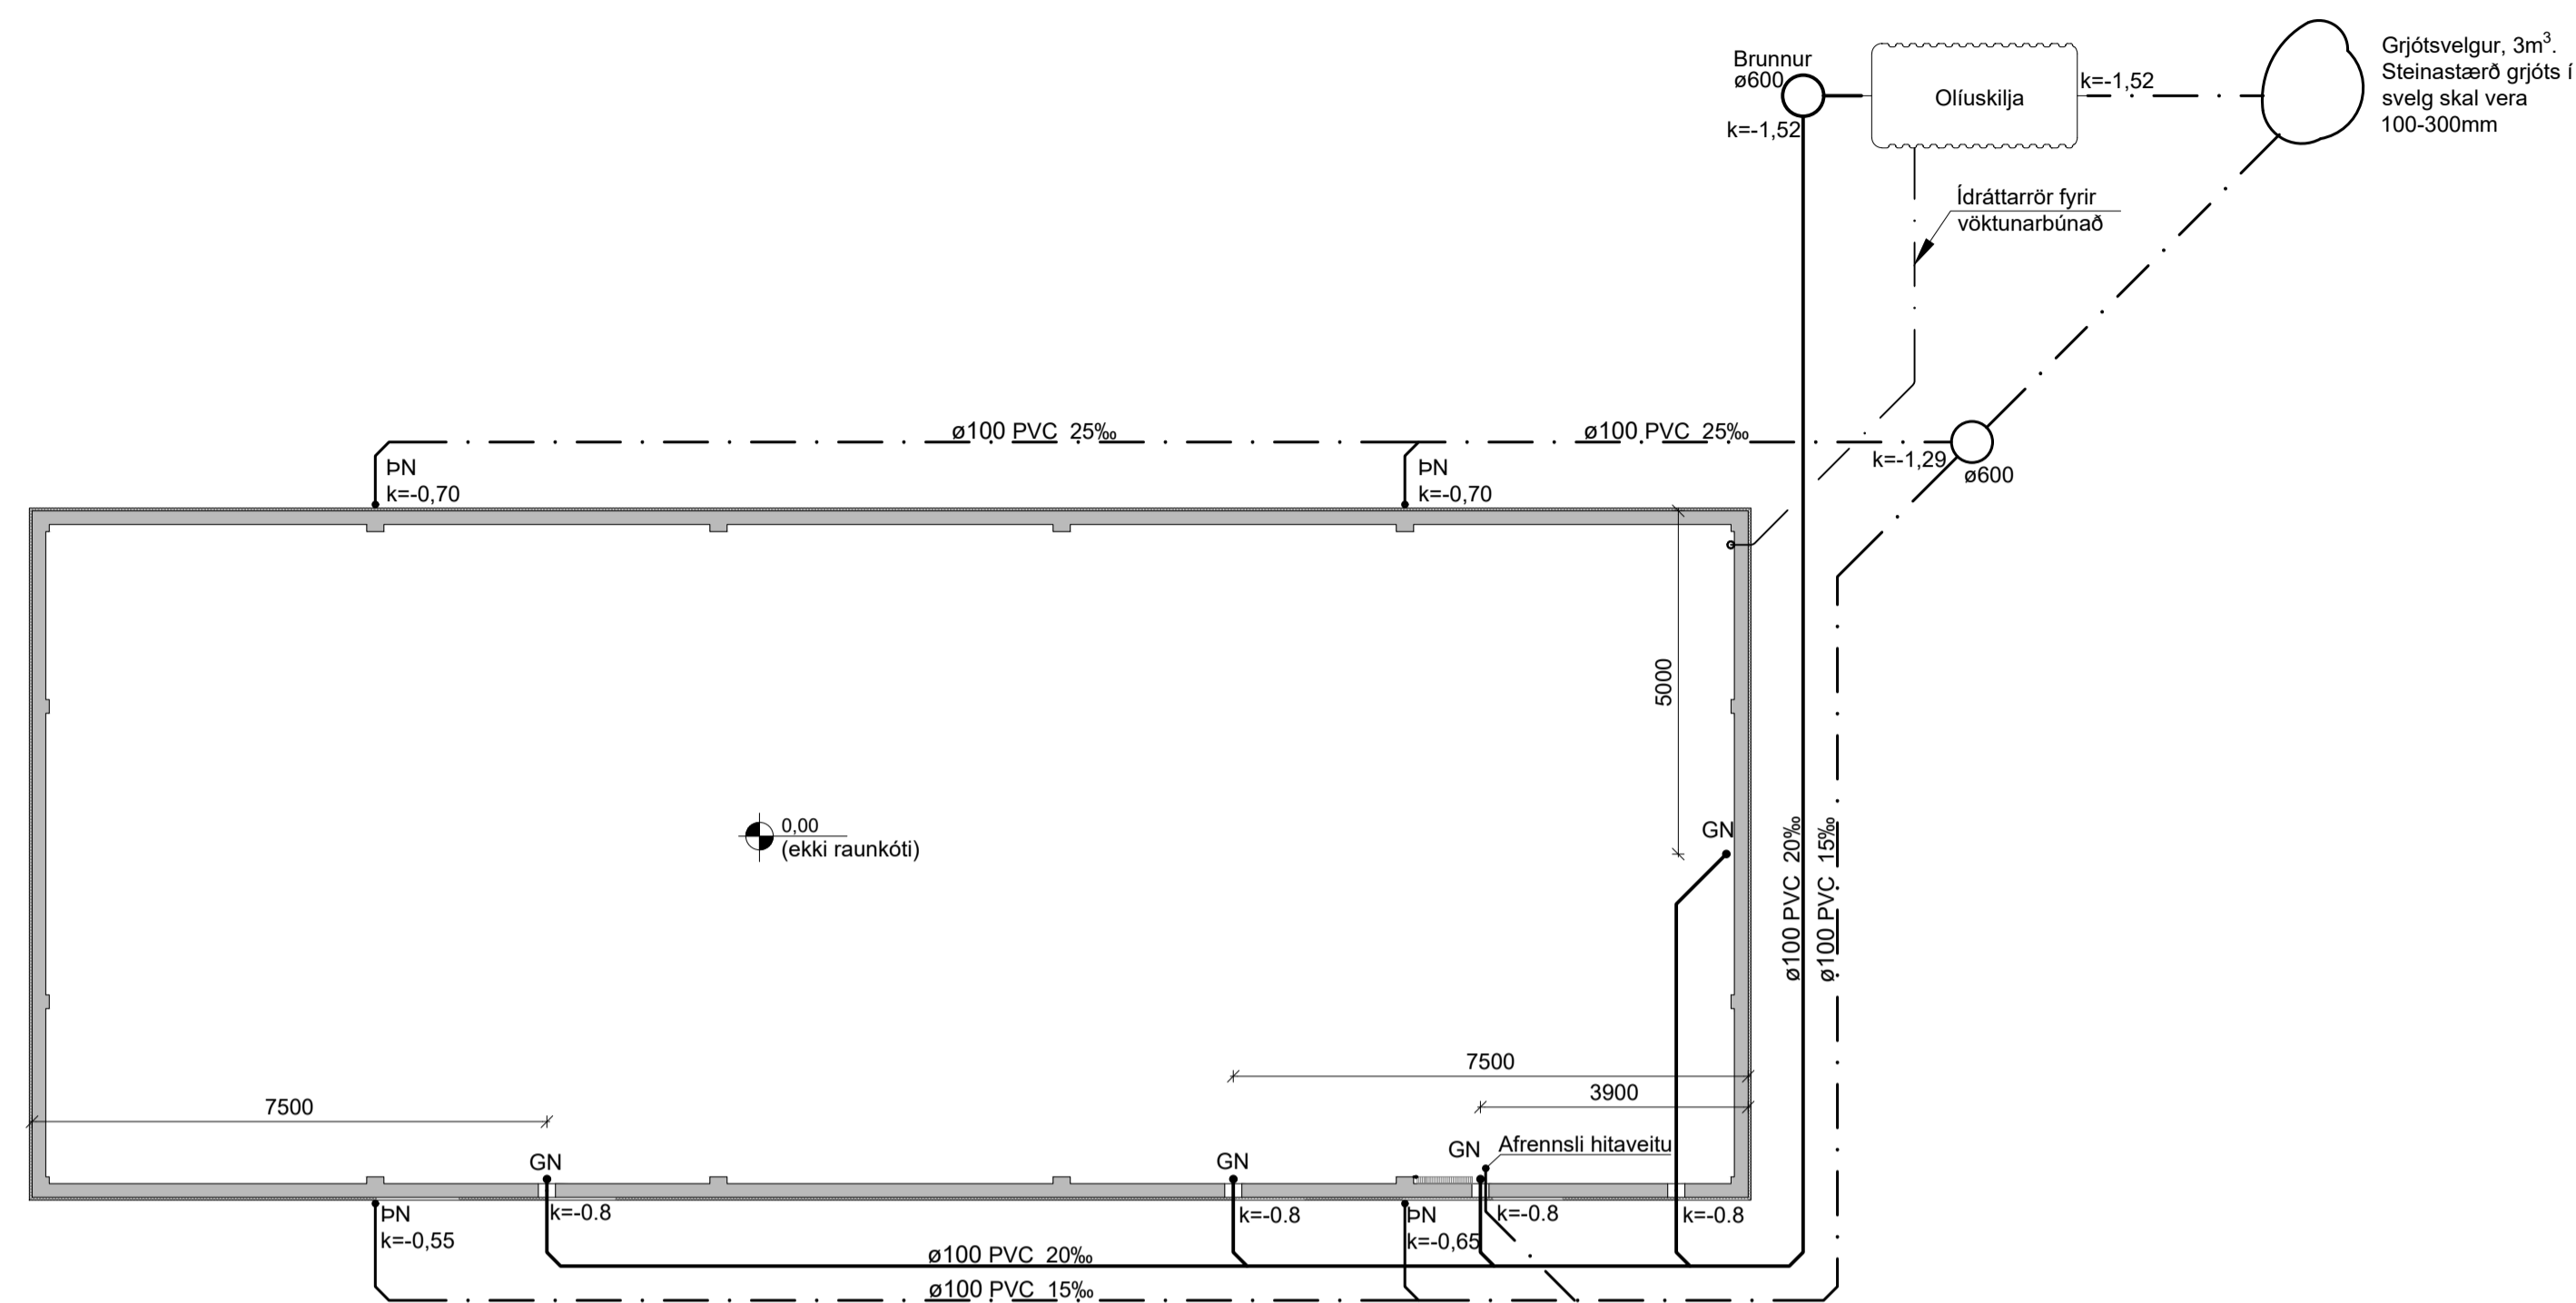 Brunnur
ø600
k=-1,52
Olíuskilja
k=-1,52
Grjótsvelgur, 3m³.
Steinastærð grjóts í
svelg skal vera
100-300mm
Ídráttarrör fyrir
vöktunarbúnað
ø100 PVC 25‰
ø100 PVC 25‰
k=-1,29
ø600
ÞN
k=-0,70
ÞN
k=-0,70
5000
0,00
(ekki raunkóti)
GN
ø100 PVC 20‰
ø100 PVC 15‰
7500
3900
7500
GN
GN
GN
Afrennsli hitaveitu
ÞN
k=-0,55
k=-0.8
k=-0.8
ÞN
k=-0,65
k=-0.8
k=-0.8
ø100 PVC 20‰
ø100 PVC 15‰